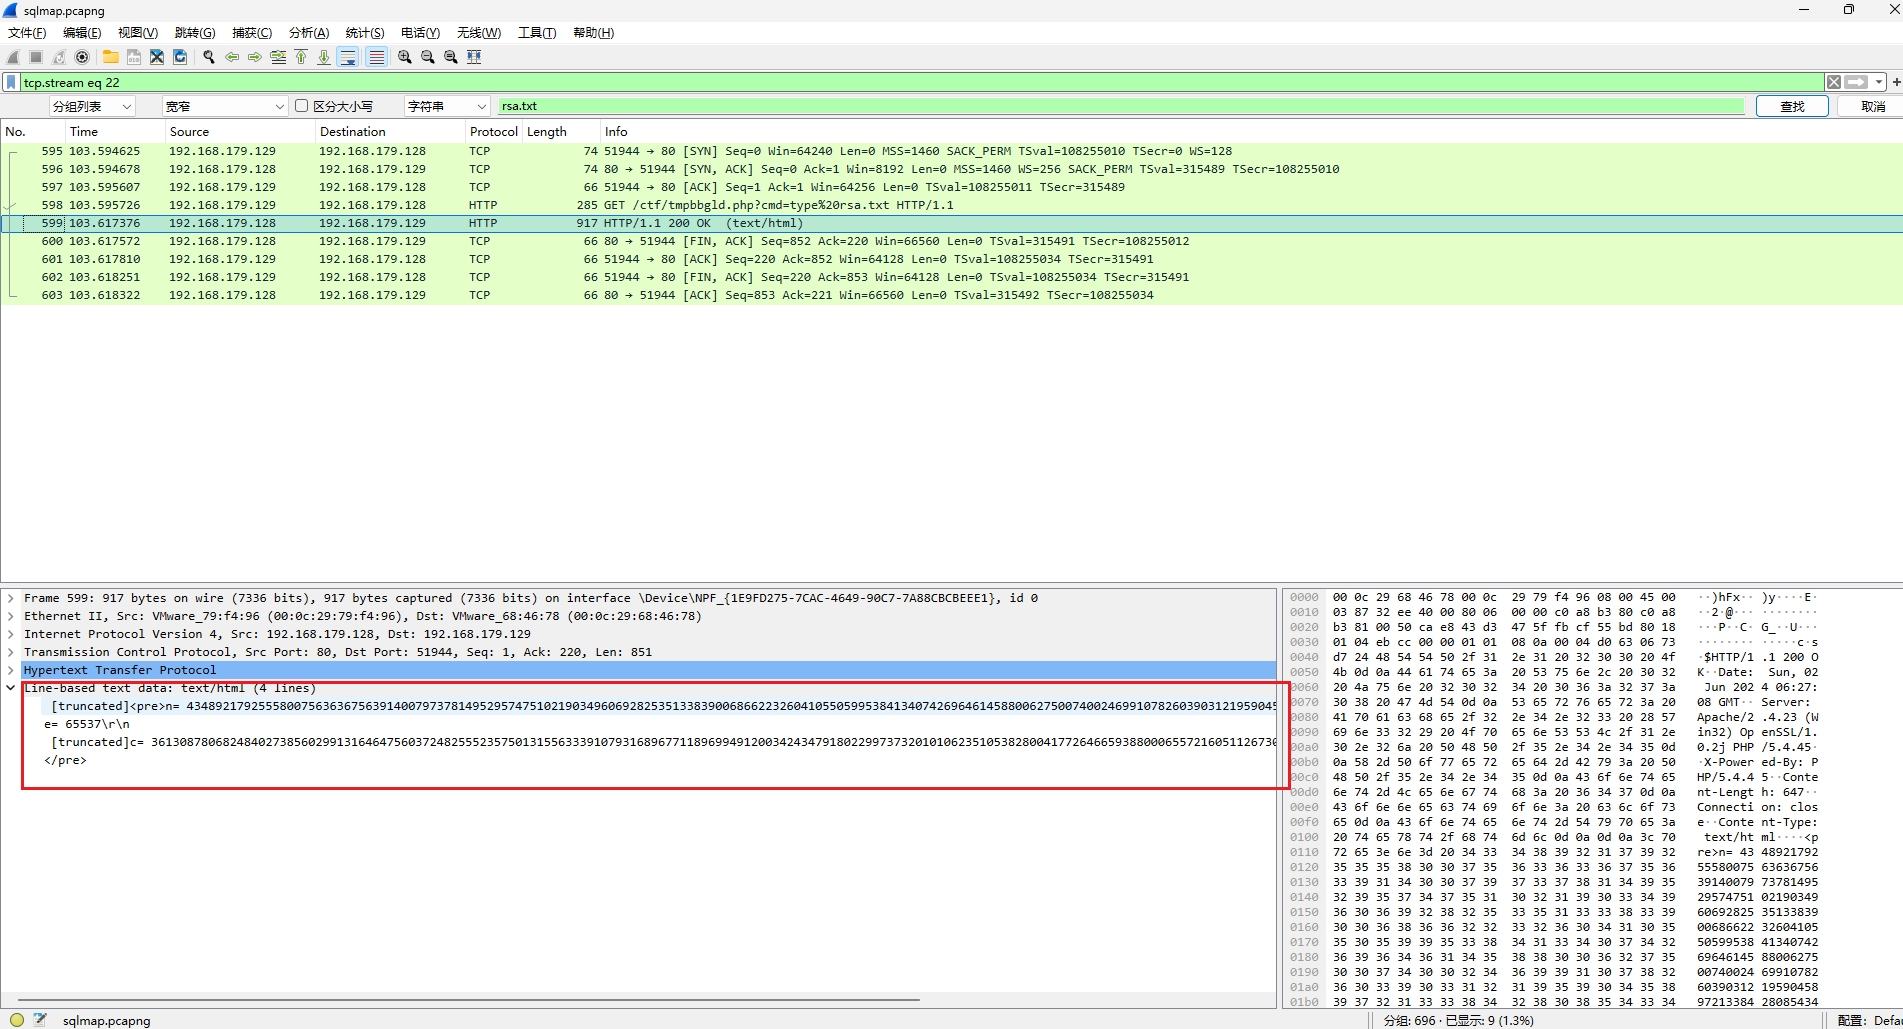 sqlmap.pcapng
文件(F) 编辑(E) 视图(V) 跳转(G) 捕获(C) 分析(A) 统计(S) 电话(Y) 无线(W) 工具(T) 帮助(H)
tcp.stream eq 22
分组列表 宽窄 区分大小写 字符串 rsa.txt 查找 取消
No. Time Source Destination Protocol Length Info
595 103.594625 192.168.179.129 192.168.179.128 TCP 74 51944 → 80 [SYN] Seq=0 Win=64240 Len=0 MSS=1460 SACK_PERM TSval=108255010 TSecr=0 WS=128
596 103.594678 192.168.179.128 192.168.179.129 TCP 74 80 → 51944 [SYN, ACK] Seq=0 Ack=1 Win=8192 Len=0 MSS=1460 WS=256 SACK_PERM TSval=315489 TSecr=108255010
597 103.595607 192.168.179.129 192.168.179.128 TCP 66 51944 → 80 [ACK] Seq=1 Ack=1 Win=64256 Len=0 TSval=108255011 TSecr=315489
598 103.595726 192.168.179.129 192.168.179.128 HTTP 285 GET /ctf/tmpbbgld.php?cmd=type%20rsa.txt HTTP/1.1
599 103.617376 192.168.179.128 192.168.179.129 HTTP 917 HTTP/1.1 200 OK (text/html)
600 103.617572 192.168.179.128 192.168.179.129 TCP 66 80 → 51944 [FIN, ACK] Seq=852 Ack=220 Win=66560 Len=0 TSval=315491 TSecr=108255012
601 103.617810 192.168.179.129 192.168.179.128 TCP 66 51944 → 80 [ACK] Seq=220 Ack=852 Win=64128 Len=0 TSval=108255034 TSecr=315491
602 103.618251 192.168.179.129 192.168.179.128 TCP 66 51944 → 80 [FIN, ACK] Seq=220 Ack=853 Win=64128 Len=0 TSval=108255034 TSecr=315491
603 103.618322 192.168.179.128 192.168.179.129 TCP 66 80 → 51944 [ACK] Seq=853 Ack=221 Win=66560 Len=0 TSval=315492 TSecr=108255034
Frame 599: 917 bytes on wire (7336 bits), 917 bytes captured (7336 bits) on interface \Device\NPF_{1E9FD275-7CAC-4649-90C7-7A88CBCBEEE1}, id 0
Ethernet II, Src: VMware_79:f4:96 (00:0c:29:79:f4:96), Dst: VMware_68:46:78 (00:0c:29:68:46:78)
Internet Protocol Version 4, Src: 192.168.179.128, Dst: 192.168.179.129
Transmission Control Protocol, Src Port: 80, Dst Port: 51944, Seq: 1, Ack: 220, Len: 851
Hypertext Transfer Protocol
Line-based text data: text/html (4 lines)
[truncated]<pre>n= 43489217925558007563636756391400797378149529574751021903496069282535133839006866223260410550599538413407426964614588006275007400246991078260390312195904​5
e= 65537\r\n
[truncated]c= 
</pre>
0000 00 0c 29 68 46 78 00 0c 29 79 f4 96 08 00 45 00 ··)hFx··)y····E·
0010 03 87 32 ee 40 00 80 06 00 00 c0 a8 b3 80 c0 a8 ··2·@···········
0020 b3 81 00 50 ca e8 43 d3 47 5f fb cf 55 bd 80 18 ···P··C·G_··U···
0030 01 04 eb cc 00 00 01 01 08 0a 00 04 d0 63 06 73 ·············c·s
0040 d7 24 48 54 54 50 2f 31 2e 31 20 32 30 30 20 4f ·$HTTP/1.1 200 O
0050 4b 0d 0a 44 61 74 65 3a 20 53 75 6e 2c 20 30 32 K··Date: Sun, 02
0060 20 4a 75 6e 20 32 30 32 34 20 30 36 3a 32 37 3a Jun 2024 06:27:
0070 30 38 20 47 4d 54 0d 0a 53 65 72 76 65 72 3a 20 08 GMT··Server:
0080 41 70 61 63 68 65 2f 32 2e 34 2e 32 33 20 28 57 Apache/2.4.23 (W
0090 69 6e 33 32 29 20 4f 70 65 6e 53 53 4c 2f 31 2e in32) OpenSSL/1.
00a0 30 2e 32 6a 20 50 48 50 2f 35 2e 34 2e 34 35 0d 0.2j PHP/5.4.45·
00b0 0a 58 2d 50 6f 77 65 72 65 64 2d 42 79 3a 20 50 ·X-Powered-By: P
00c0 48 50 2f 35 2e 34 2e 34 35 0d 0a 43 6f 6e 74 65 HP/5.4.45··Conte
00d0 6e 74 2d 4c 65 6e 67 74 68 3a 20 36 34 37 0d 0a nt-Length: 647··
00e0 43 6f 6e 6e 65 63 74 69 6f 6e 3a 20 63 6c 6f 73 Connection: clos
00f0 65 0d 0a 43 6f 6e 74 65 6e 74 2d 54 79 70 65 3a e··Content-Type:
0100 20 74 65 78 74 2f 68 74 6d 6c 0d 0a 0d 0a 3c 70 text/html····<p
0110 72 65 3e 6e 3d 20 34 33 34 38 39 32 31 37 39 32 re>n= 4348921792
0120 35 35 35 38 30 30 37 35 36 33 36 33 36 37 35 36 5558007563636756
0130 33 39 31 34 30 30 37 39 37 33 37 38 31 34 39 35 3914007973781495
0140 32 39 35 37 34 37 35 31 30 32 31 39 30 33 34 39 2957475102190349
0150 36 30 36 39 32 38 32 35 33 35 31 33 33 38 33 39 6069282535133839
0160 30 30 36 38 36 36 32 32 33 32 36 30 34 31 30 35 0068662232604105
0170 35 30 35 39 39 35 33 38 34 31 33 34 30 37 34 32 5059953841340742
0180 36 39 36 34 36 31 34 35 38 38 30 30 36 32 37 35 6964614588006275
0190 30 30 37 34 30 30 32 34 36 39 39 31 30 37 38 32 0074002469910782
01a0 36 30 33 39 30 33 31 32 31 39 35 39 30 34 35 38 6039031219590458
01b0 39 37 32 31 33 33 38 34 32 38 30 38 35 34 33 34 9721338428085434
sqlmap.pcapng 分组: 696 · 已显示: 9 (1.3%) 配置: Defau